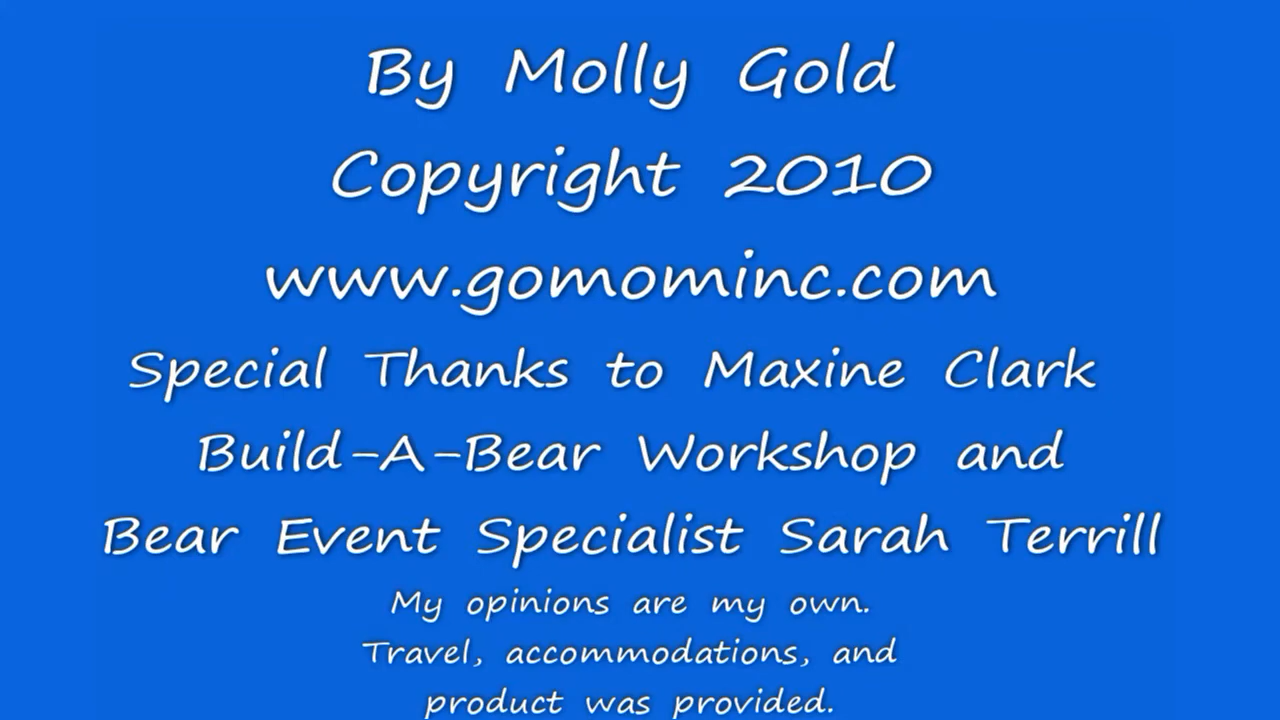 By Molly Gold
Copyright 2010
www.gomominc.com
Special Thanks to Maxine Clark
Build-A-Bear Workshop and
Bear Event Specialist Sarah Terrill
My opinions are my own.
Travel, accommodations, and
product was provided.